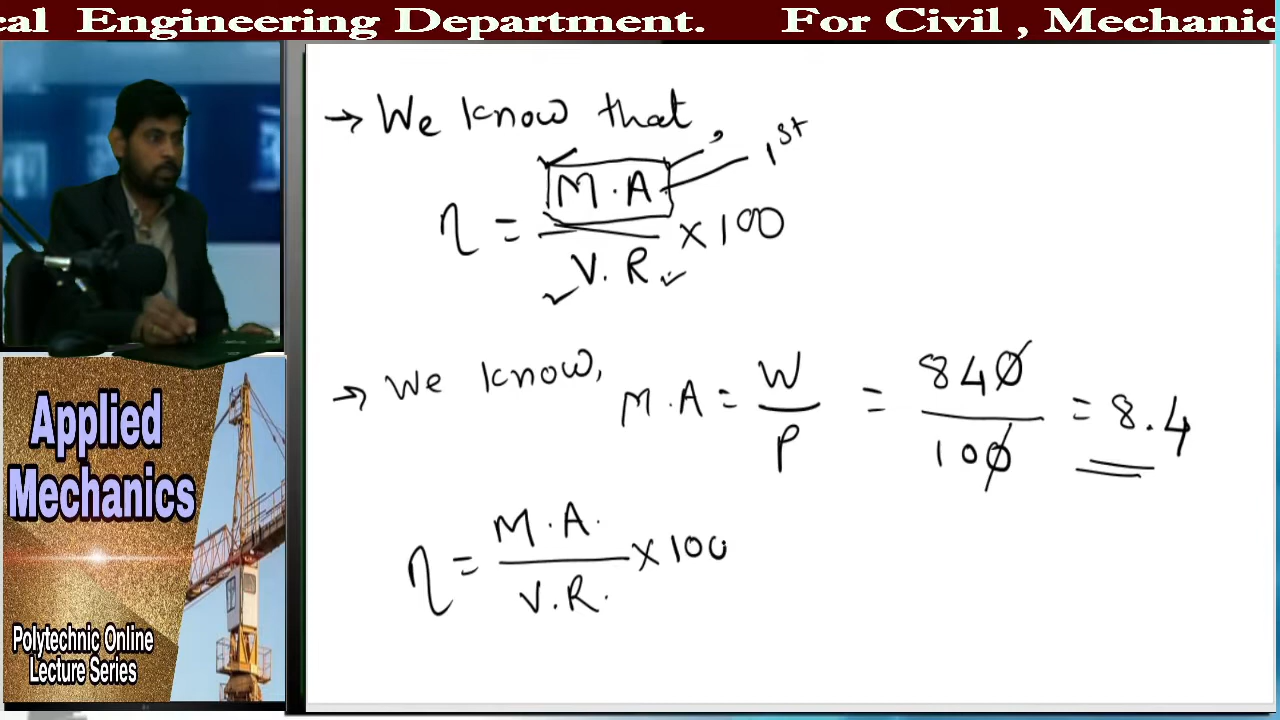 cal Engineering Department. For Civil , Mechanic
→ We know that,
η = M.A / V.R. × 100
1st
→ We know, M.A = W / P = 840 / 100 = 8.4
η = M.A. / V.R. × 100
Applied
Mechanics
Polytechnic Online
Lecture Series